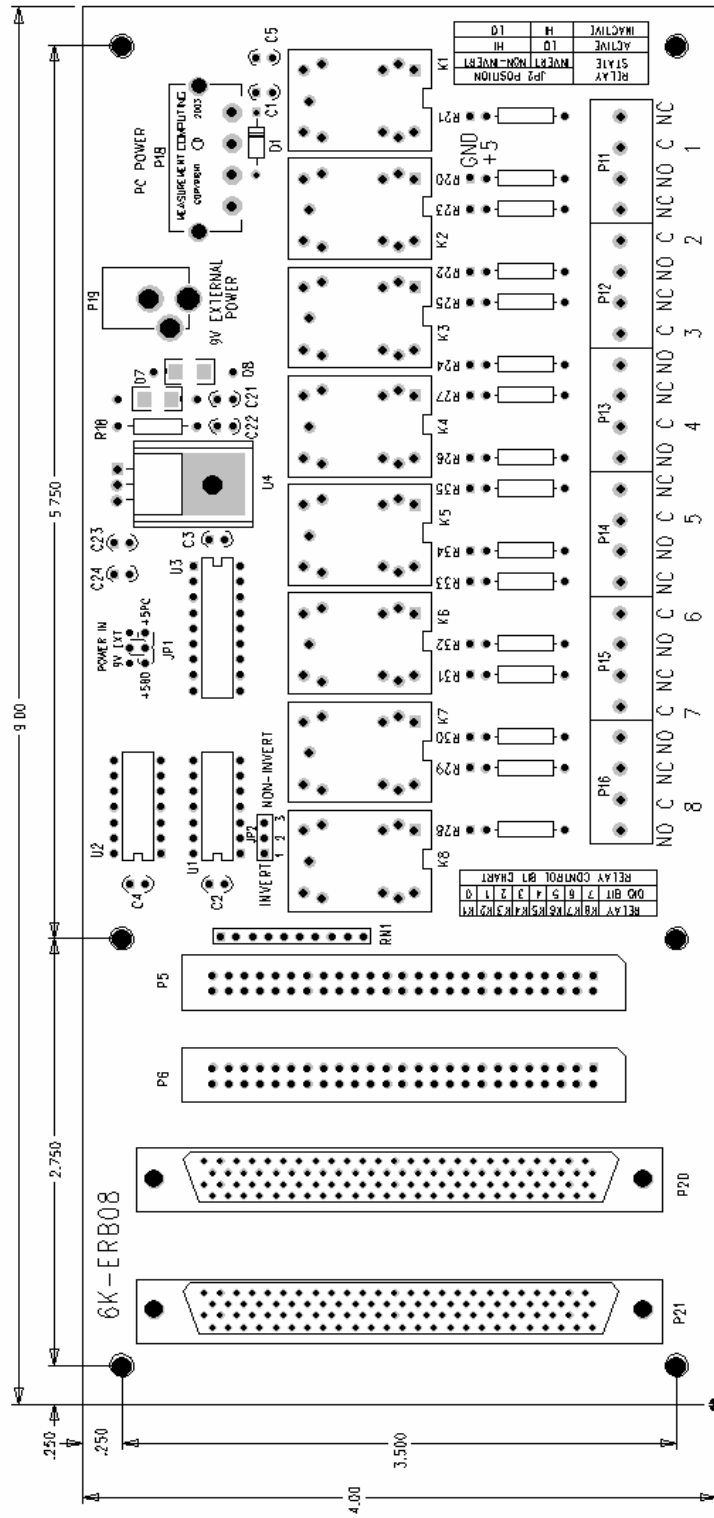 9.00
.250
2.750
5.750
4.00
.250
3.500
6K-ERB08
P21
P20
P6
P5
RN1
C4
U2
C2
U1
POWER IN
9V EXT
+5BD
+5PC
JP1
C24
C23
U3
C3
U4
R18
D7
D8
C22
C21
P19
9V EXTERNAL
POWER
PC POWER
P18
MEASUREMENT COMPUTING
COPYRIGHT
2003
D1
C1
C5
JP2
INVERT
1 2 3
NON-INVERT
K8
K7
K6
K5
K4
K3
K2
K1
R28
R29
R30
R31
R32
R33
R34
R35
R26
R27
R24
R25
R22
R23
R20
R21
GND
+5
P16
P15
P14
P13
P12
P11
NO C NC NO C NC NO C NC NO C NC NO C NC NO C NC NO C NC NO C NC
8 7 6 5 4 3 2 1
RELAY K8 K7 K6 K5 K4 K3 K2 K1
DIO BIT 7 6 5 4 3 2 1 0
RELAY CONTROL BIT CHART
RELAY STATE
JP2 POSITION
INVERT NON-INVERT
ACTIVE LO HI
INACTIVE HI LO